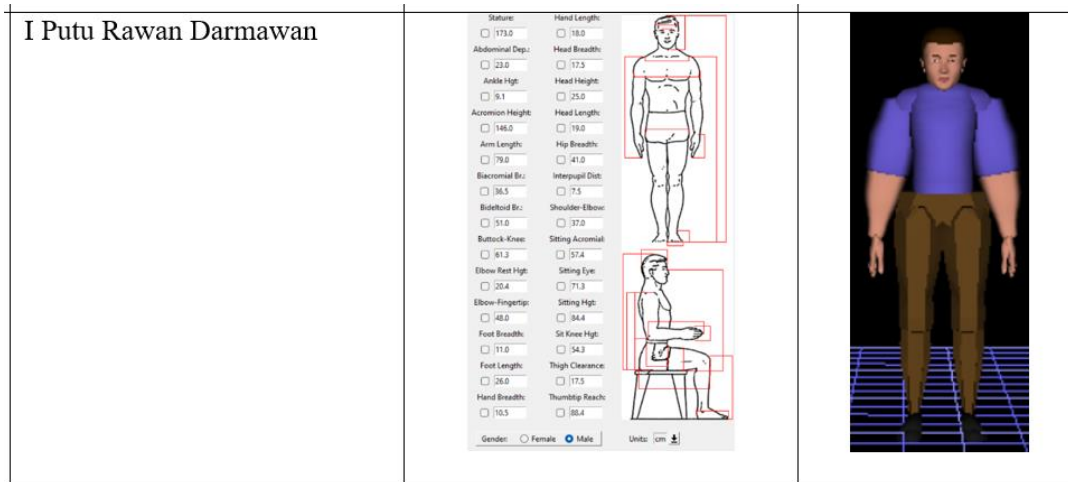 I Putu Rawan Darmawan
Stature: Hand Length:
173.0 18.0
Abdominal Dep.: Head Breadth:
23.0 17.5
Ankle Hgt: Head Height:
9.1 25.0
Acromion Height: Head Length:
146.0 19.0
Arm Length: Hip Breadth:
79.0 41.0
Biacromial Br.: Interpupil Dist:
36.5 7.5
Bideltoid Br.: Shoulder-Elbow:
51.0 37.0
Buttock-Knee: Sitting Acromial:
61.3 57.4
Elbow Rest Hgt: Sitting Eye:
20.4 71.3
Elbow-Fingertip: Sitting Hgt:
48.0 84.4
Foot Breadth: Sit Knee Hgt:
11.0 54.3
Foot Length: Thigh Clearance:
26.0 17.5
Hand Breadth: Thumbtip Reach:
10.5 88.4
Gender: Female Male Units: cm